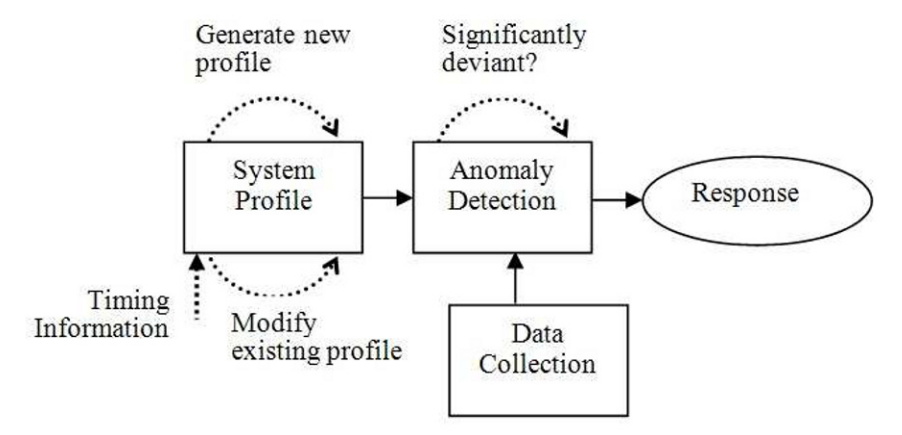 Generate new
profile
Significantly
deviant?
System
Profile
Anomaly
Detection
Response
Timing
Information
Modify
existing profile
Data
Collection